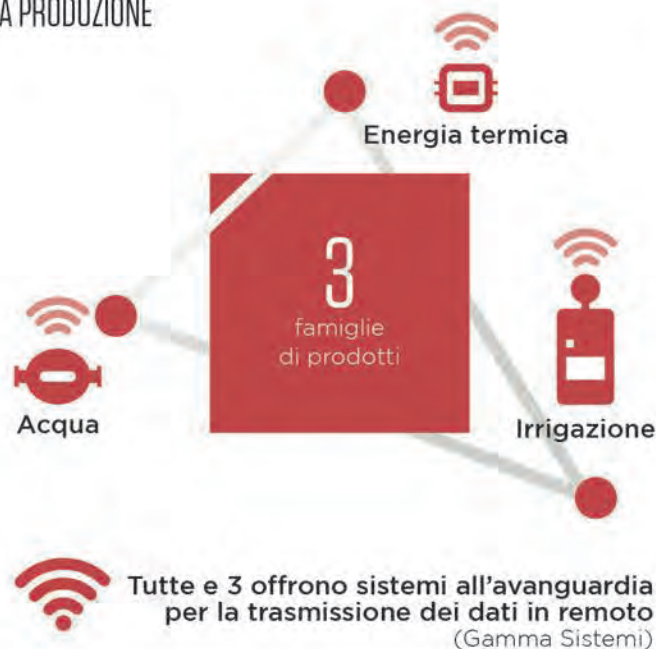 A PRODUZIONE
Energia termica
3
famiglie
di prodotti
Acqua
Irrigazione
Tutte e 3 offrono sistemi all'avanguardia
per la trasmissione dei dati in remoto
(Gamma Sistemi)